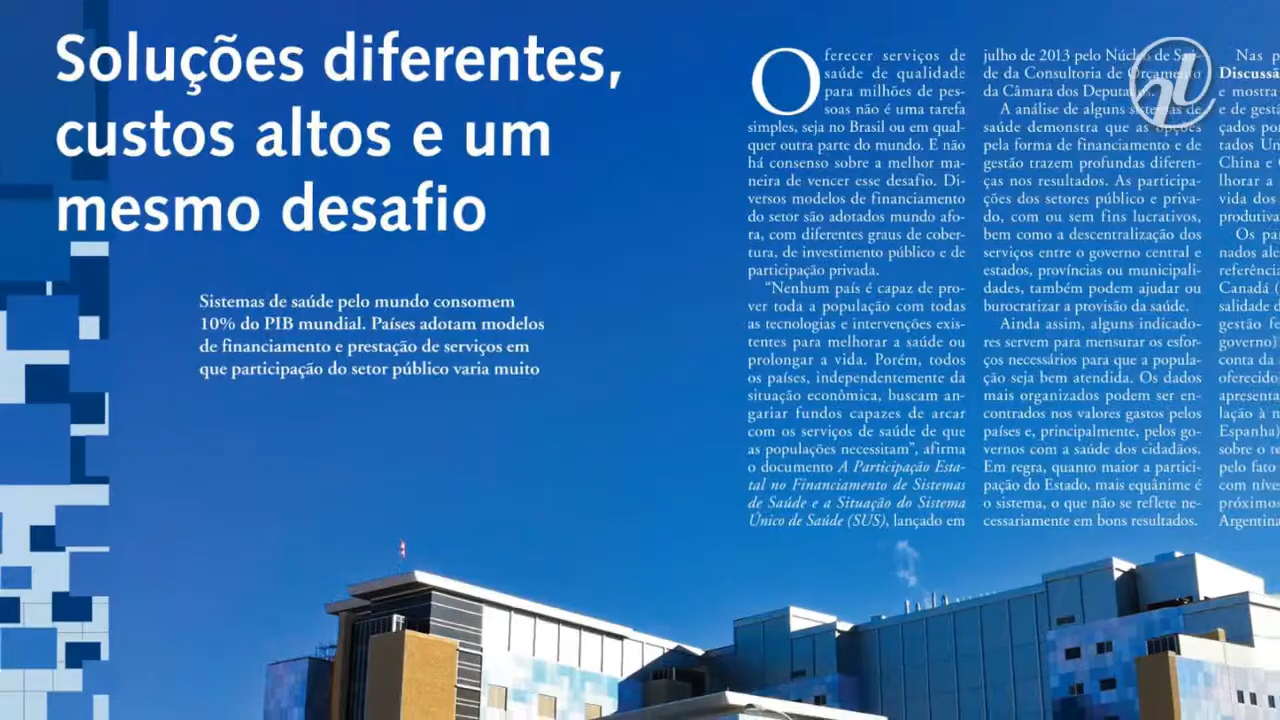 Soluções diferentes,
custos altos e um
mesmo desafio
Sistemas de saúde pelo mundo consomem
10% do PIB mundial. Países adotam modelos
de financiamento e prestação de serviços em
que participação do setor público varia muito
Oferecer serviços de
saúde de qualidade
para milhões de pes-
soas não é uma tarefa
simples, seja no Brasil ou em qual-
quer outra parte do mundo. E não
há consenso sobre a melhor ma-
neira de vencer esse desafio. Di-
versos modelos de financiamento
do setor são adotados mundo afo-
ra, com diferentes graus de cober-
tura, de investimento público e de
participação privada.
“Nenhum país é capaz de pro-
ver toda a população com todas
as tecnologias e intervenções exis-
tentes para melhorar a saúde ou
prolongar a vida. Porém, todos
os países, independentemente da
situação econômica, buscam an-
gariar fundos capazes de arcar
com os serviços de saúde de que
as populações necessitam”, afirma
o documento A Participação Esta-
tal no Financiamento de Sistemas
de Saúde e a Situação do Sistema
Único de Saúde (SUS), lançado em
julho de 2013 pelo Núcleo de Saú-
de da Consultoria de Orçamento
da Câmara dos Deputados.
A análise de alguns sistemas de
saúde demonstra que as opções
pela forma de financiamento e de
gestão trazem profundas diferen-
ças nos resultados. As participa-
ções dos setores público e priva-
do, com ou sem fins lucrativos,
bem como a descentralização dos
serviços entre o governo central e
estados, províncias ou municipali-
dades, também podem ajudar ou
burocratizar a provisão da saúde.
Ainda assim, alguns indicado-
res servem para mensurar os esfor-
ços necessários para que a popula-
ção seja bem atendida. Os dados
mais organizados podem ser en-
contrados nos valores gastos pelos
países e, principalmente, pelos go-
vernos com a saúde dos cidadãos.
Em regra, quanto maior a partici-
pação do Estado, mais equânime é
o sistema, o que não se reflete ne-
cessariamente em bons resultados.
Nas p
Discussã
e mostra
e de gestã
çados po
tados Un
China e
lhorar a
vida dos
produtiva
Os paí
nados ale
referência
Canadá (
salidade d
gestão fe
governo)
conta da
oferecido
apresenta
lação à m
Espanha)
sobre o t
pelo fato
com níve
próximos
Argentina